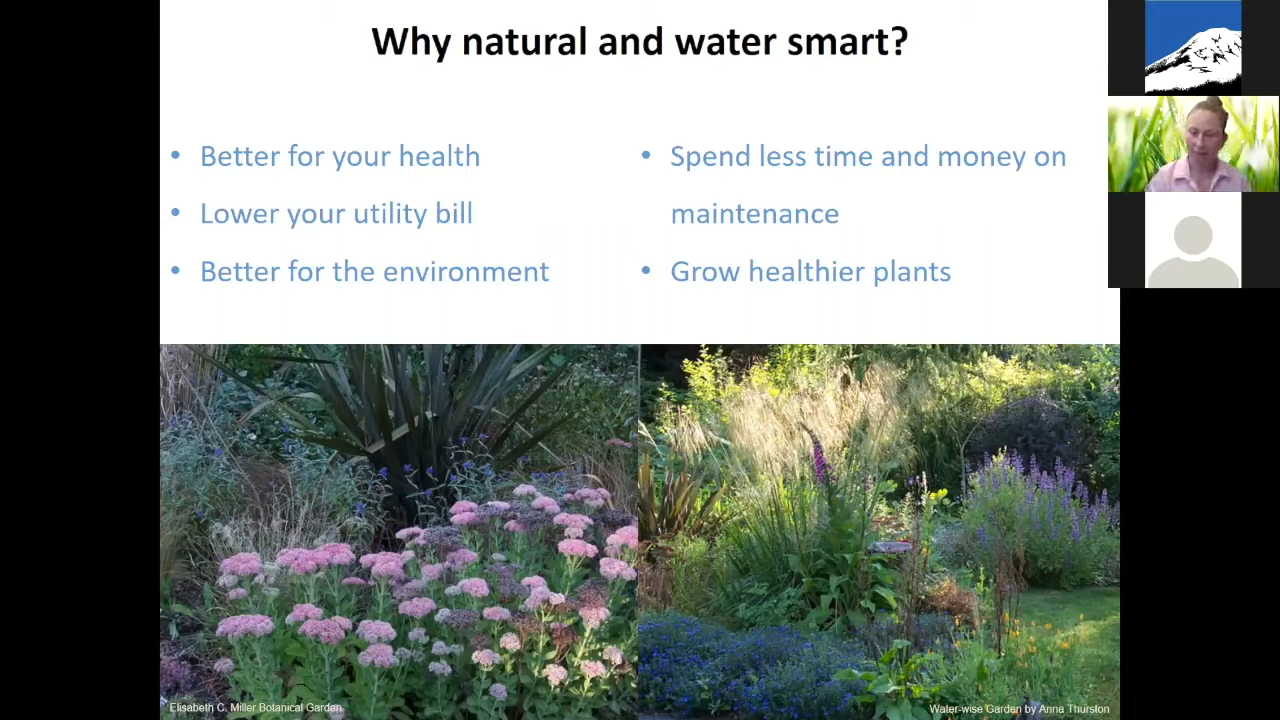 Why natural and water smart?
• Better for your health
• Lower your utility bill
• Better for the environment
• Spend less time and money on
maintenance
• Grow healthier plants
Elisabeth C. Miller Botanical Garden
Water-wise Garden by Anna Thurston